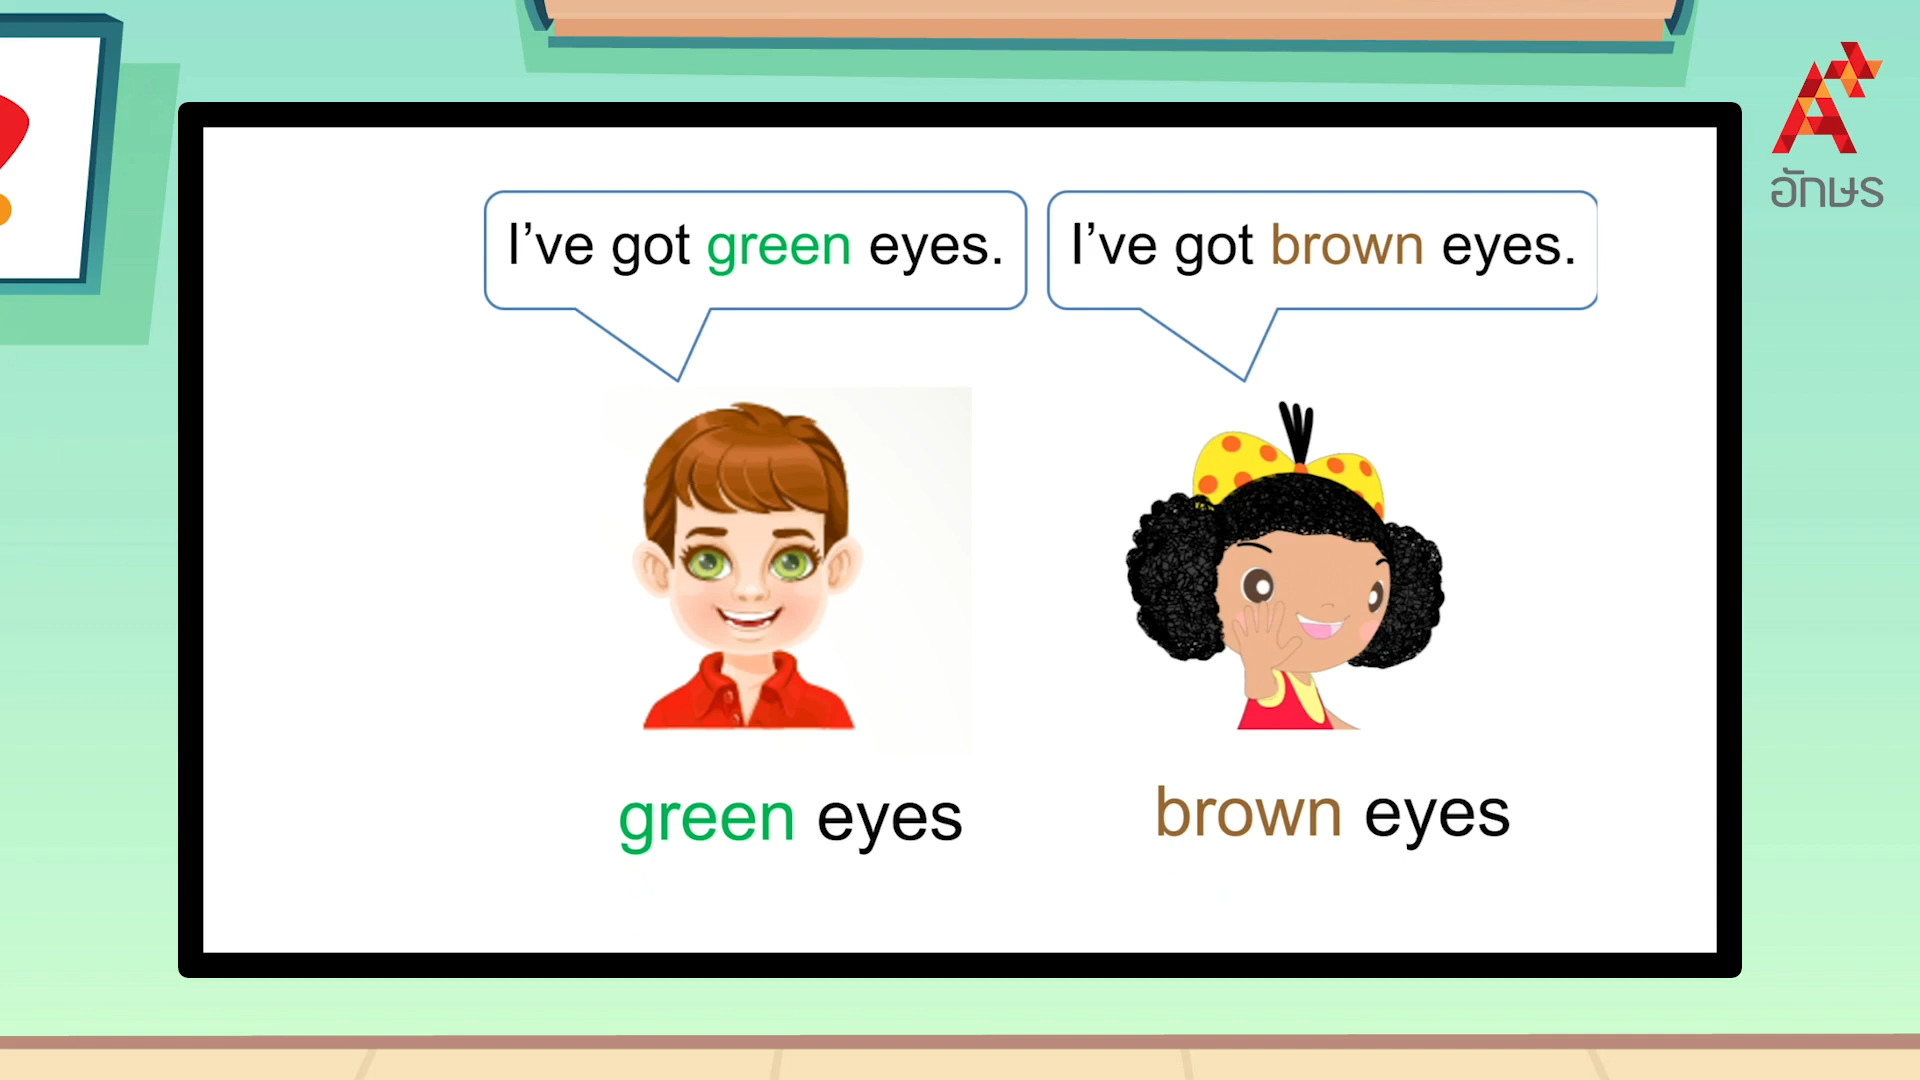 I've got green eyes.
I've got brown eyes.
green eyes
brown eyes
อักษร